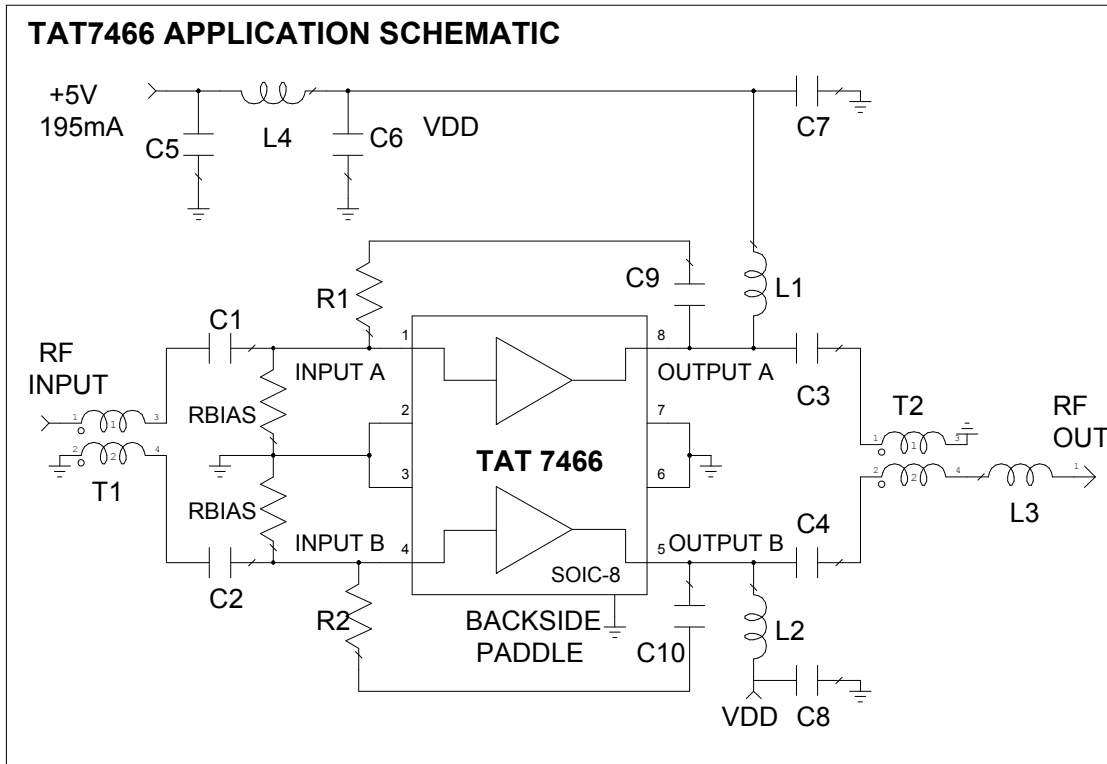 TAT7466 APPLICATION SCHEMATIC
+5V
195mA
C5
L4
C6
VDD
C7
R1
C9
L1
C1
1
8
RF
INPUT
INPUT A
OUTPUT A
C3
1
1
3
RBIAS
2
7
T2
RF
OUT
2
2
4
T1
3
TAT 7466
6
1
1
3
2
2
4
1
L3
RBIAS
INPUT B
4
5
OUTPUT B
C4
C2
SOIC-8
R2
BACKSIDE
PADDLE
C10
L2
VDD
C8